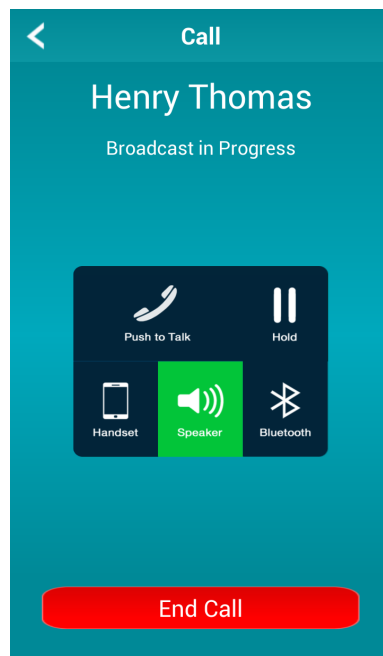 Call
Henry Thomas
Broadcast in Progress
Push to Talk
Hold
Handset
Speaker
Bluetooth
End Call